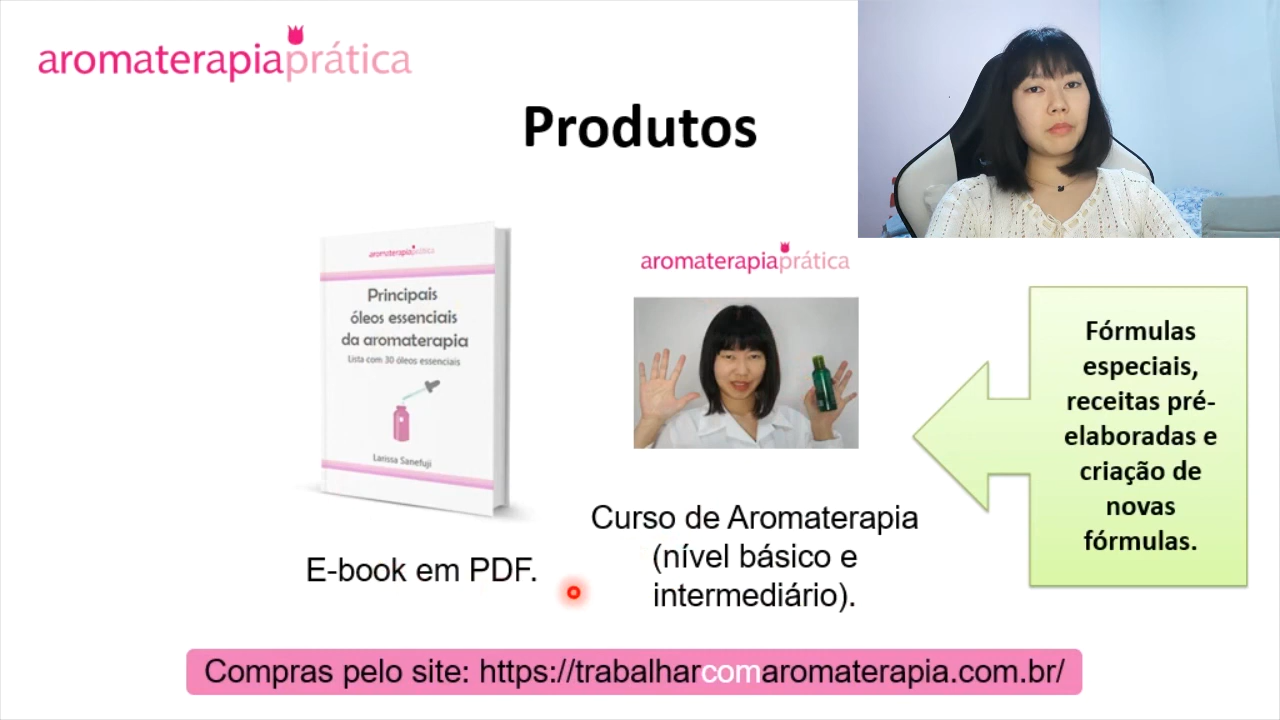 aromaterapiaprática
Produtos
aromaterapiaprática
Principais
óleos essenciais
da aromaterapia
Lista com 30 óleos essenciais
Larissa Sanefuji
E-book em PDF.
aromaterapiaprática
Curso de Aromaterapia
(nível básico e
intermediário).
Fórmulas
especiais,
receitas pré-
elaboradas e
criação de
novas
fórmulas.
Compras pelo site: https://trabalharcomaromaterapia.com.br/